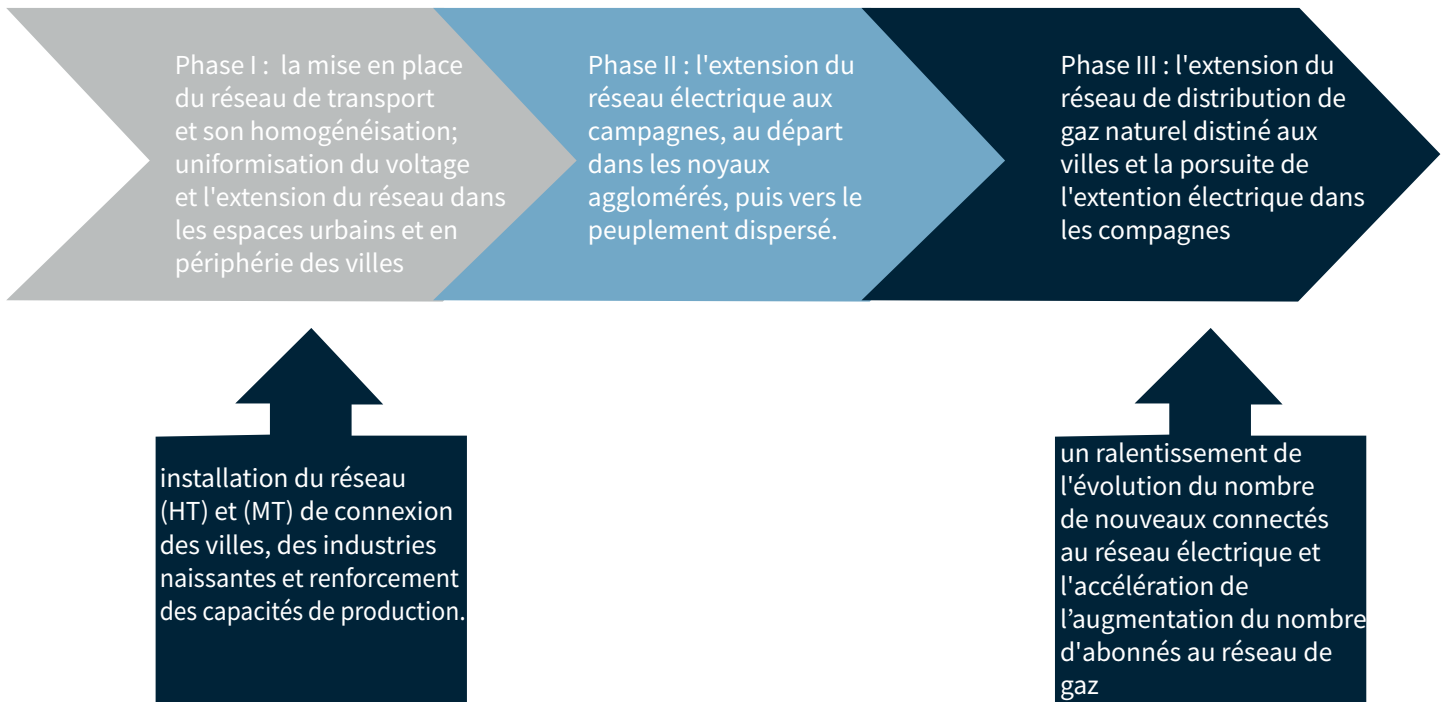 Phase I :  la mise en place
du réseau de transport
et son homogénéisation;
uniformisation du voltage
et l'extension du réseau dans
les espaces urbains et en
périphérie des villes
Phase II : l'extension du
réseau électrique aux
campagnes, au départ
dans les noyaux
agglomérés, puis vers le
peuplement dispersé.
Phase III : l'extension du
réseau de distribution de
gaz naturel distiné aux
villes et la porsuite de
l'extention électrique dans
les compagnes
installation du réseau
(HT) et (MT) de connexion
des villes, des industries
naissantes et renforcement
des capacités de production.
un ralentissement de
l'évolution du nombre
de nouveaux connectés
au réseau électrique et
l'accélération de
l’augmentation du nombre
d'abonnés au réseau de
gaz